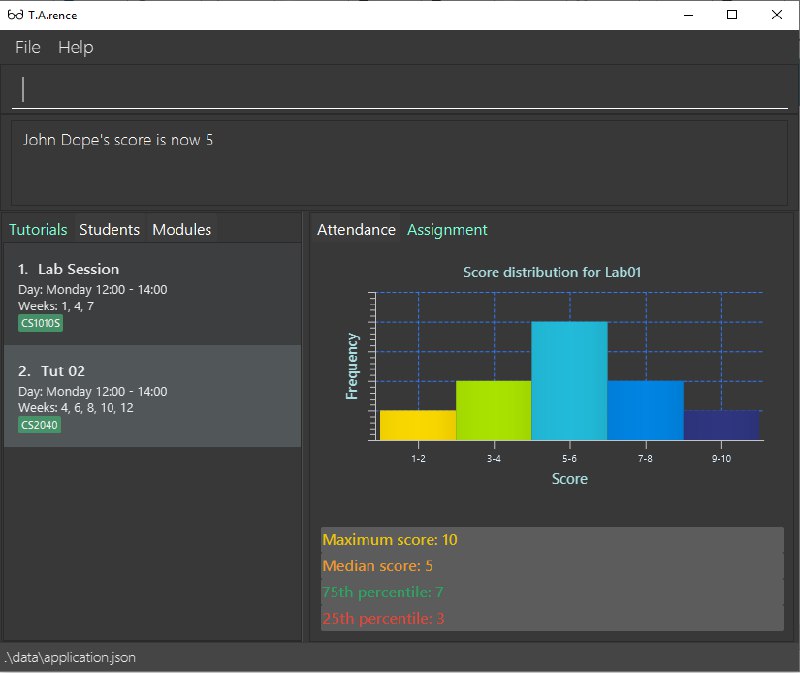 T.A.rence
File Help
John Dope's score is now 5
Tutorials Students Modules
1. Lab Session
Day: Monday 12:00 - 14:00
Weeks: 1, 4, 7
CS1010S
2. Tut 02
Day: Monday 12:00 - 14:00
Weeks: 4, 6, 8, 10, 12
CS2040
Attendance Assignment
Score distribution for Lab01
Frequency
1-2 3-4 5-6 7-8 9-10
Score
Maximum score: 10
Median score: 5
75th percentile: 7
25th percentile: 3
.\data\application.json